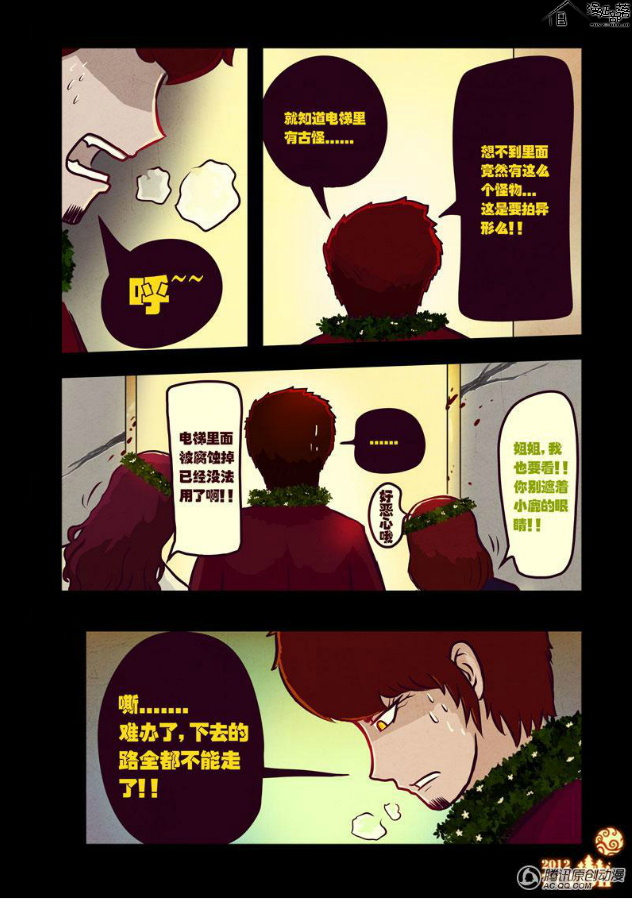 漫山部落
呼~~
就知道电梯里
有古怪……
想不到里面
竟然有这么
个怪物…
这是要拍异
形么!!
电梯里面
被腐蚀掉
已经没法
用了啊!!
……
好恶心哦
姐姐，我
也要看!!
你别遮着
小鹿的眼
睛!!
嘶.......
难办了，下去的
路全都不能走
了!!
2012
腾讯原创动漫